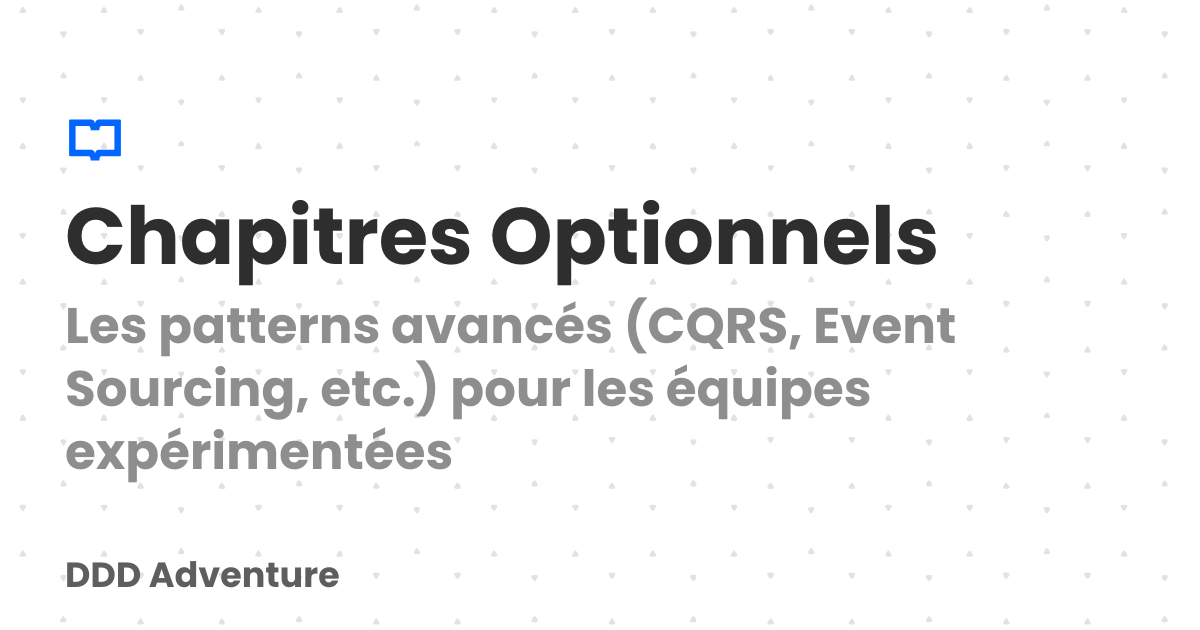 Chapitres Optionnels
Les patterns avancés (CQRS, Event
Sourcing, etc.) pour les équipes
expérimentées
DDD Adventure